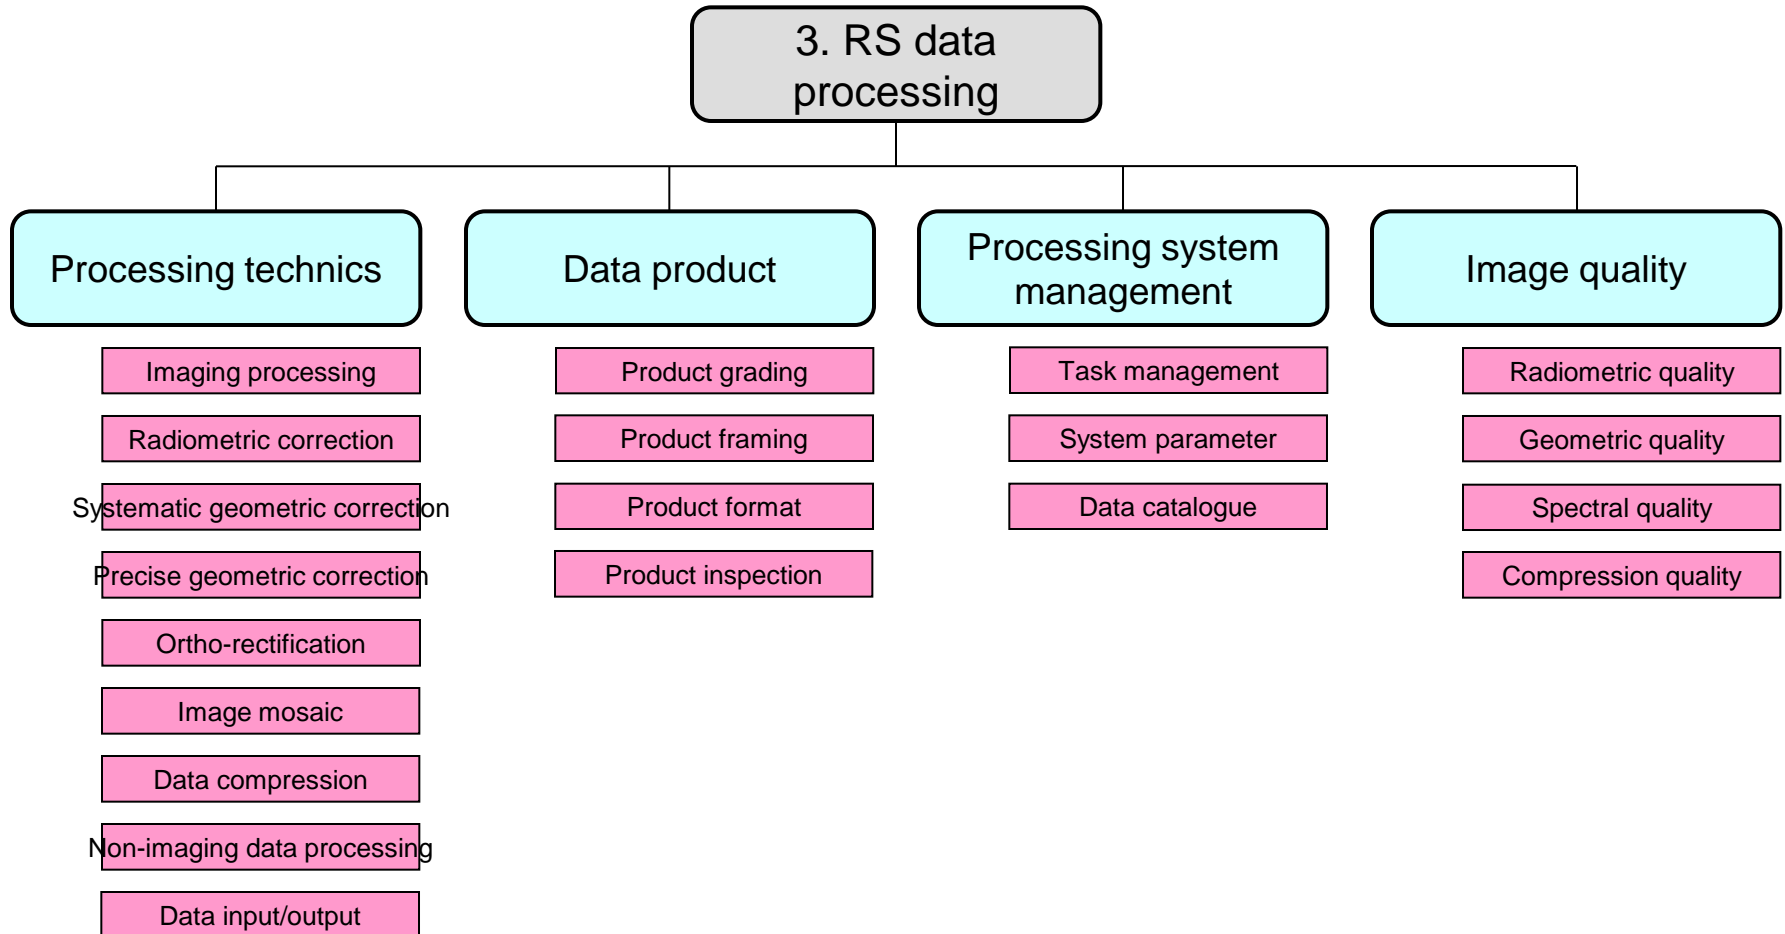 3. RS data
processing
Processing technics
Data product
Processing system
management
Image quality
Imaging processing
Radiometric correction
Systematic geometric correction
Precise geometric correction
Ortho-rectification
Image mosaic
Data compression
Non-imaging data processing
Data input/output
Product grading
Product framing
Product format
Product inspection
Task management
System parameter
Data catalogue
Radiometric quality
Geometric quality
Spectral quality
Compression quality